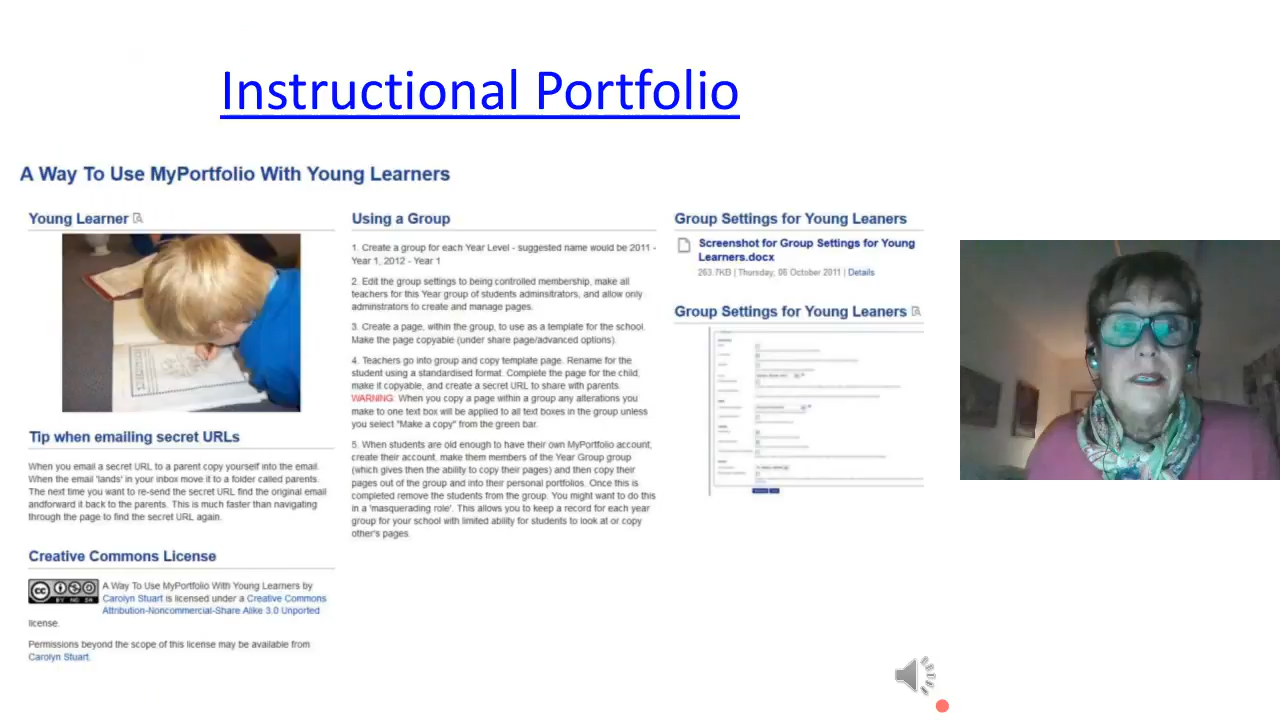 Instructional Portfolio
A Way To Use MyPortfolio With Young Learners
Young Learner
Tip when emailing secret URLs
When you email a secret URL to a parent copy yourself into the email.
When the email 'lands' in your inbox move it to a folder called parents.
The next time you want to re-send the secret URL find the original email
andforward it back to the parents. This is much faster than navigating
through the page to find the secret URL again.
Creative Commons License
CC BY NC SA
A Way To Use MyPortfolio With Young Learners by
Carolyn Stuart is licensed under a Creative Commons
Attribution-Noncommercial-Share Alike 3.0 Unported
license.
Permissions beyond the scope of this license may be available from
Carolyn Stuart.
Using a Group
1. Create a group for each Year Level - suggested name would be 2011 -
Year 1, 2012 - Year 1
2. Edit the group settings to being controlled membership, make all
teachers for this Year group of students adminsitrators, and allow only
adminstrators to create and manage pages.
3. Create a page, within the group, to use as a template for the school.
Make the page copyable (under share page/advanced options).
4. Teachers go into group and copy template page. Rename for the
student using a standardised format. Complete the page for the child,
make it copyable, and create a secret URL to share with parents.
WARNING: When you copy a page within a group any alterations you
make to one text box will be applied to all text boxes in the group unless
you select "Make a copy" from the green bar.
5. When students are old enough to have their own MyPortfolio account,
create their account, make them members of the Year Group group
(which gives then the ability to copy their pages) and then copy their
pages out of the group and into their personal portfolios. Once this is
completed remove the students from the group. You might want to do this
in a 'masquerading role'. This allows you to keep a record for each year
group for your school with limited ability for students to look at or copy
other's pages.
Group Settings for Young Leaners
Screenshot for Group Settings for Young
Learners.docx
263.7KB | Thursday, 06 October 2011 | Details
Group Settings for Young Leaners